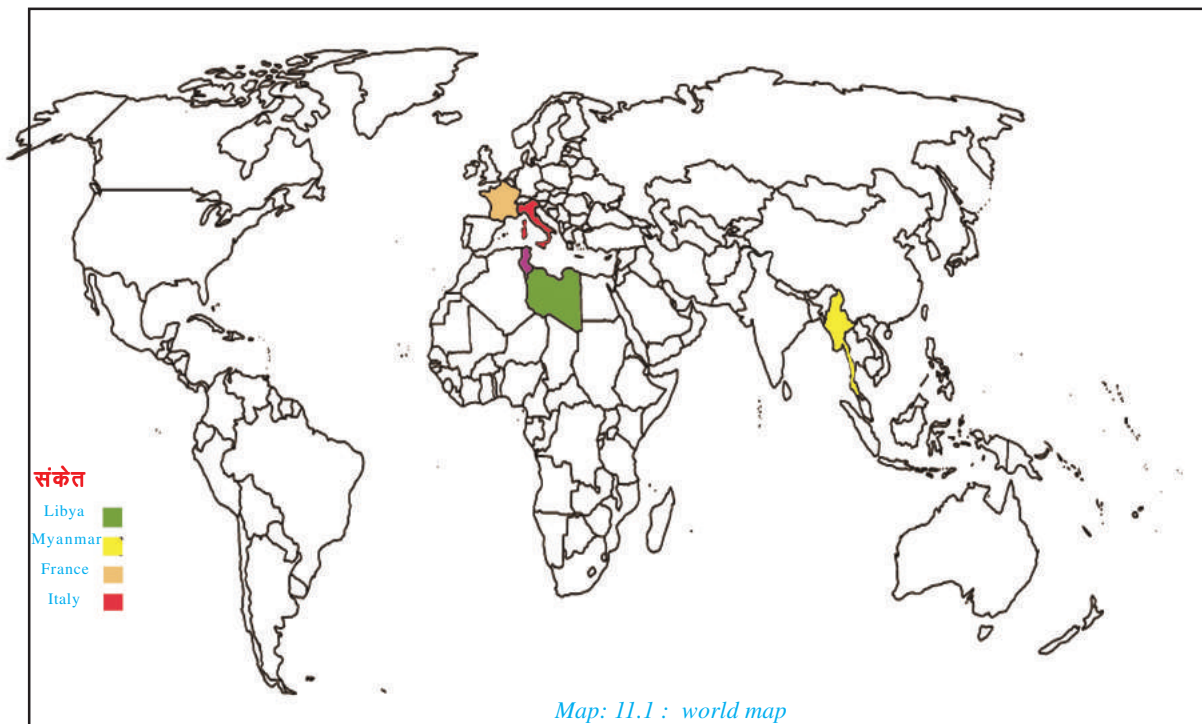 संकेत
Libya
Myanmar
France
Italy
Map: 11.1 : world map